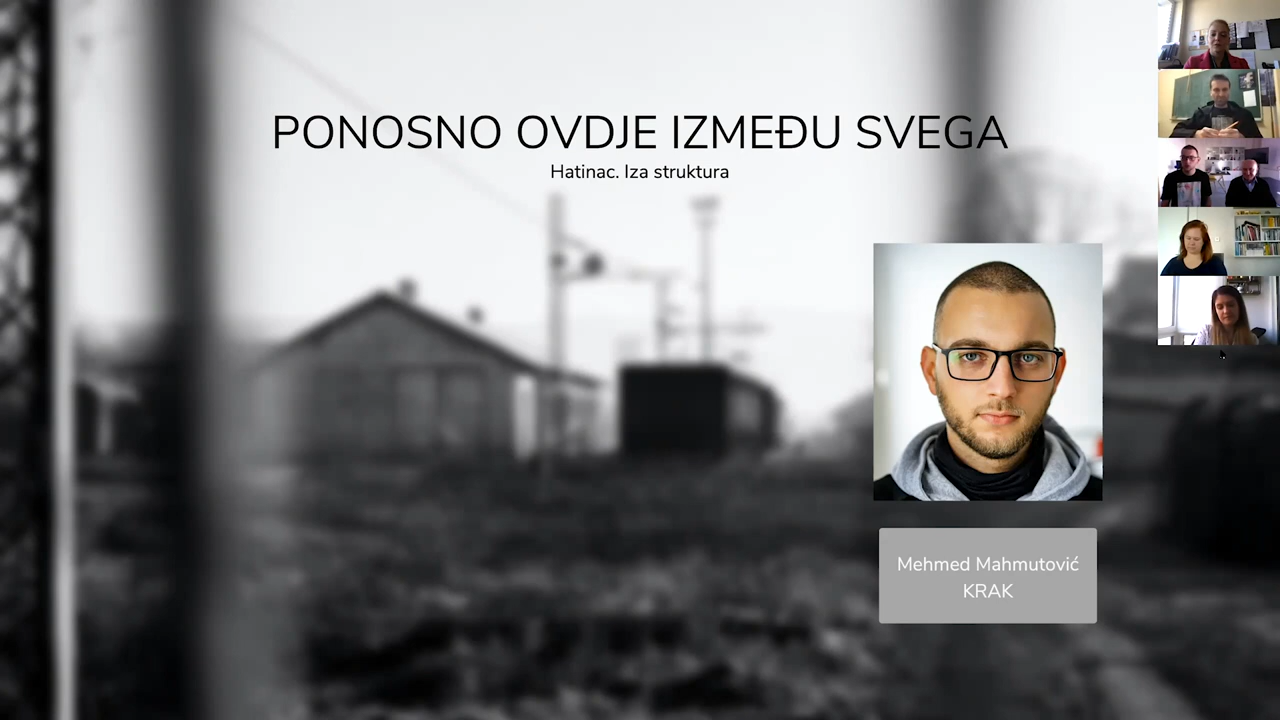 PONOSNO OVDJE IZMEĐU SVEGA
Hatinac. Iza struktura
Mehmed Mahmutović
KRAK